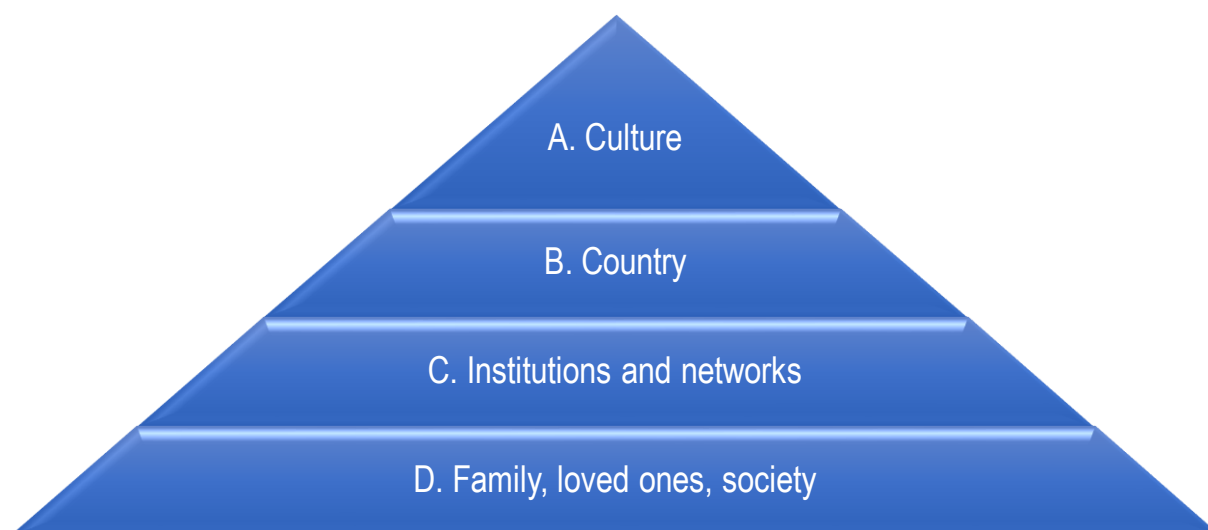 A. Culture
B. Country
C. Institutions and networks
D. Family, loved ones, society